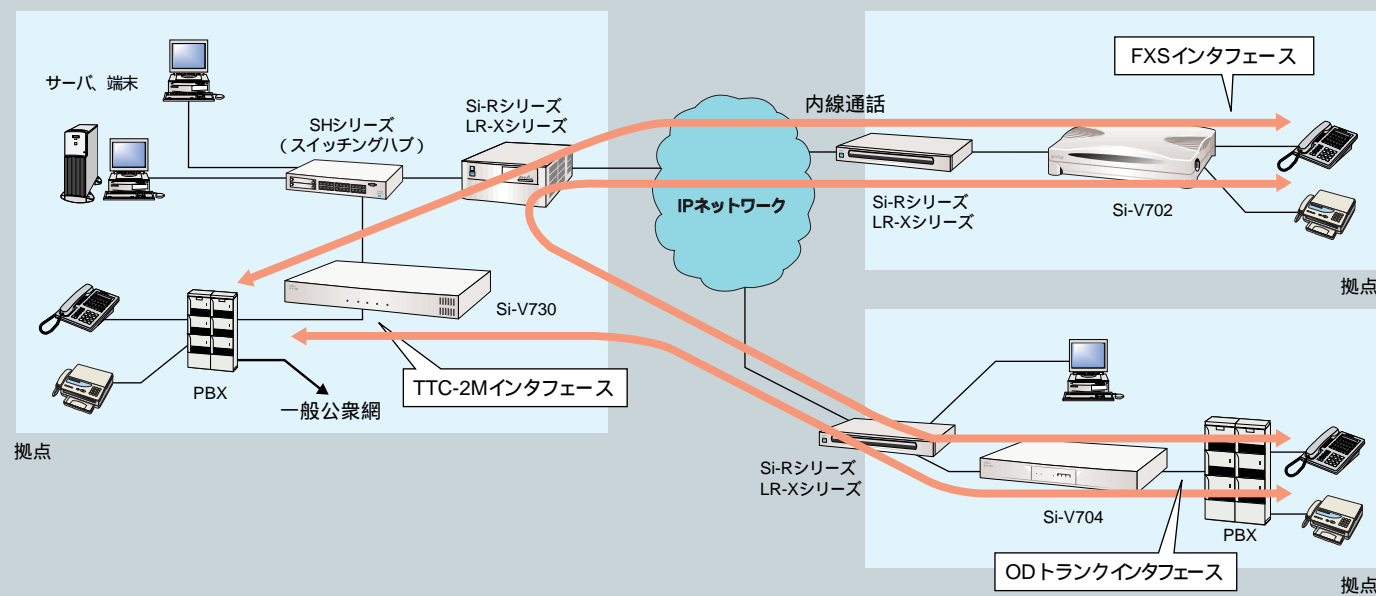 サーバ、端末
SHシリーズ
(スイッチングハブ)
Si-Rシリーズ
LR-Xシリーズ
Si-V730
TTC-2Mインタフェース
PBX
一般公衆網
拠点
IPネットワーク
内線通話
FXSインタフェース
Si-Rシリーズ
LR-Xシリーズ
Si-V702
拠点
Si-Rシリーズ
LR-Xシリーズ
Si-V704
PBX
ODトランクインタフェース
拠点